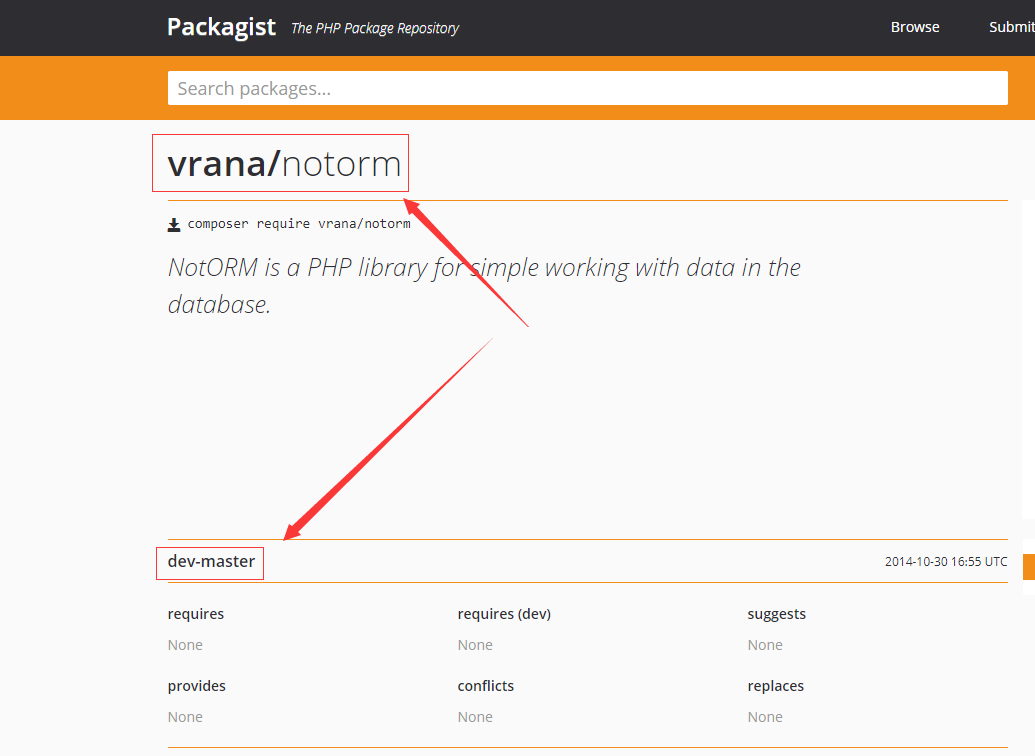 Packagist The PHP Package Repository Browse Submit
Search packages...
vrana/notorm
composer require vrana/notorm
NotORM is a PHP library for simple working with data in the
database.
dev-master 2014-10-30 16:55 UTC
requires requires (dev) suggests
None None None
provides conflicts replaces
None None None